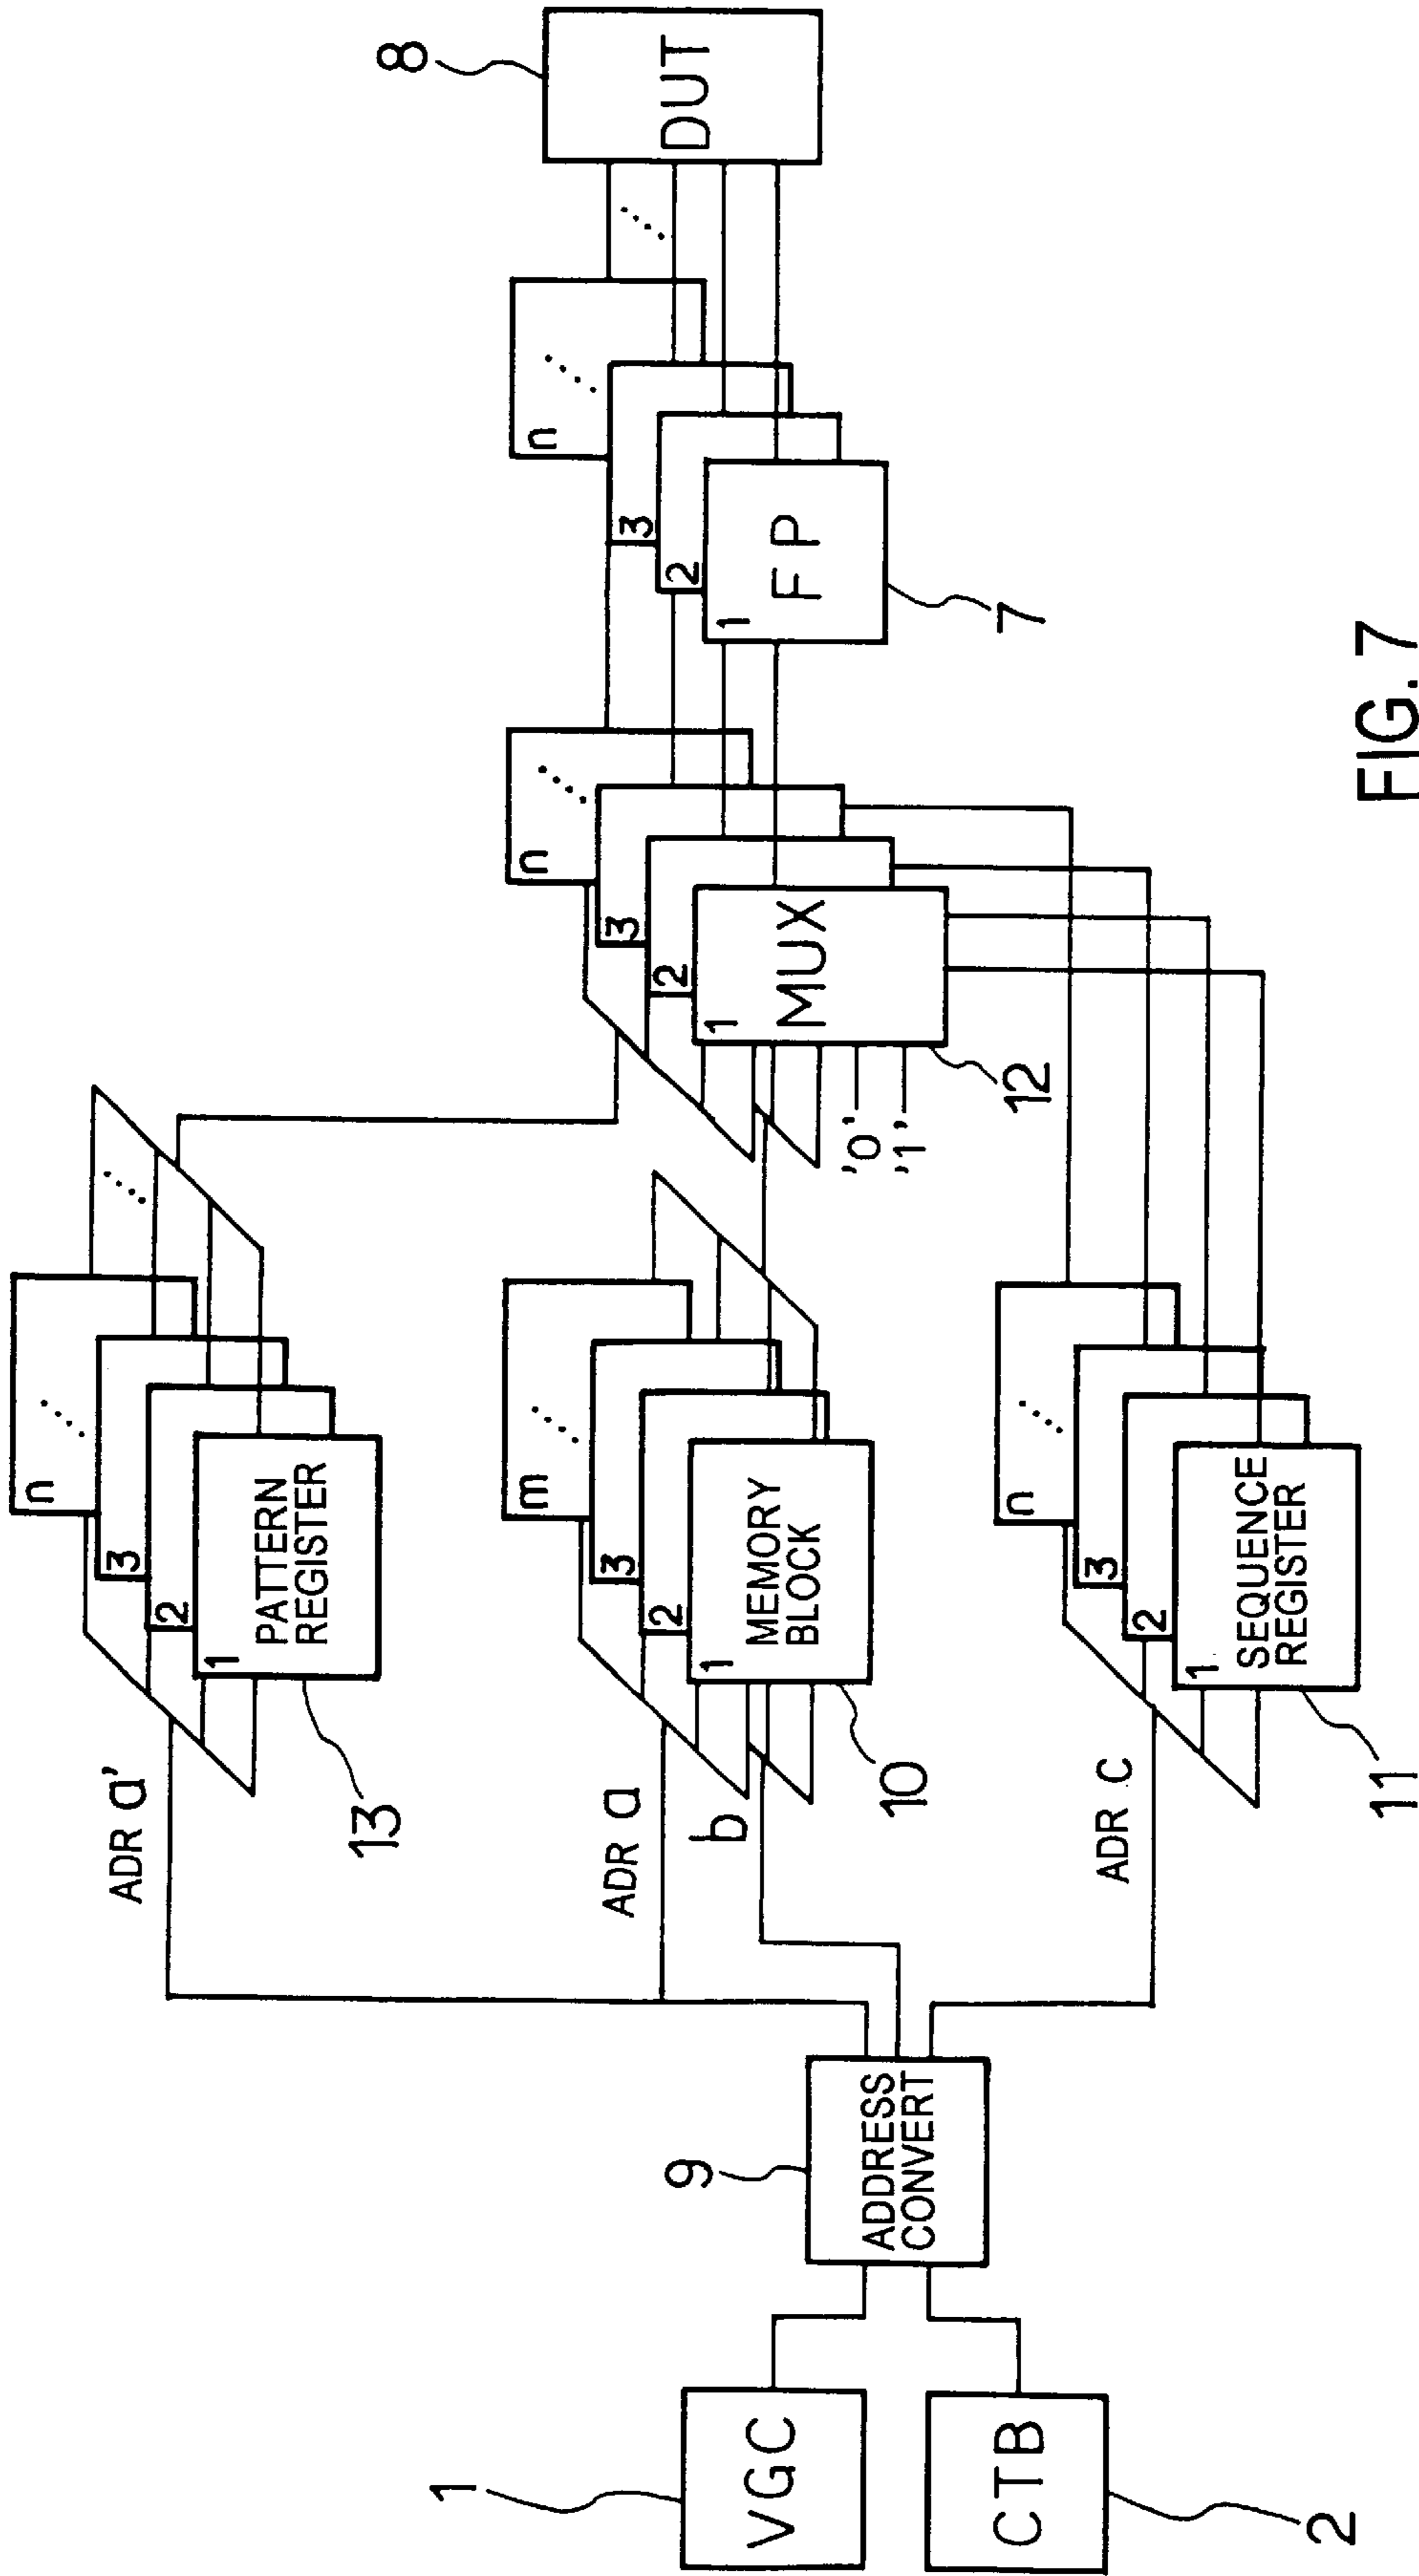 1
VGC
CTB
2
9
ADDRESS
CONVERT
ADR a'
13
n
3
2
1
PATTERN
REGISTER
ADR a
b
10
m
3
2
1
MEMORY
BLOCK
ADR c
11
n
3
2
1
SEQUENCE
REGISTER
n
3
2
1
MUX
'0'
'1'
12
n
3
2
1
FP
7
8
DUT
FIG. 7